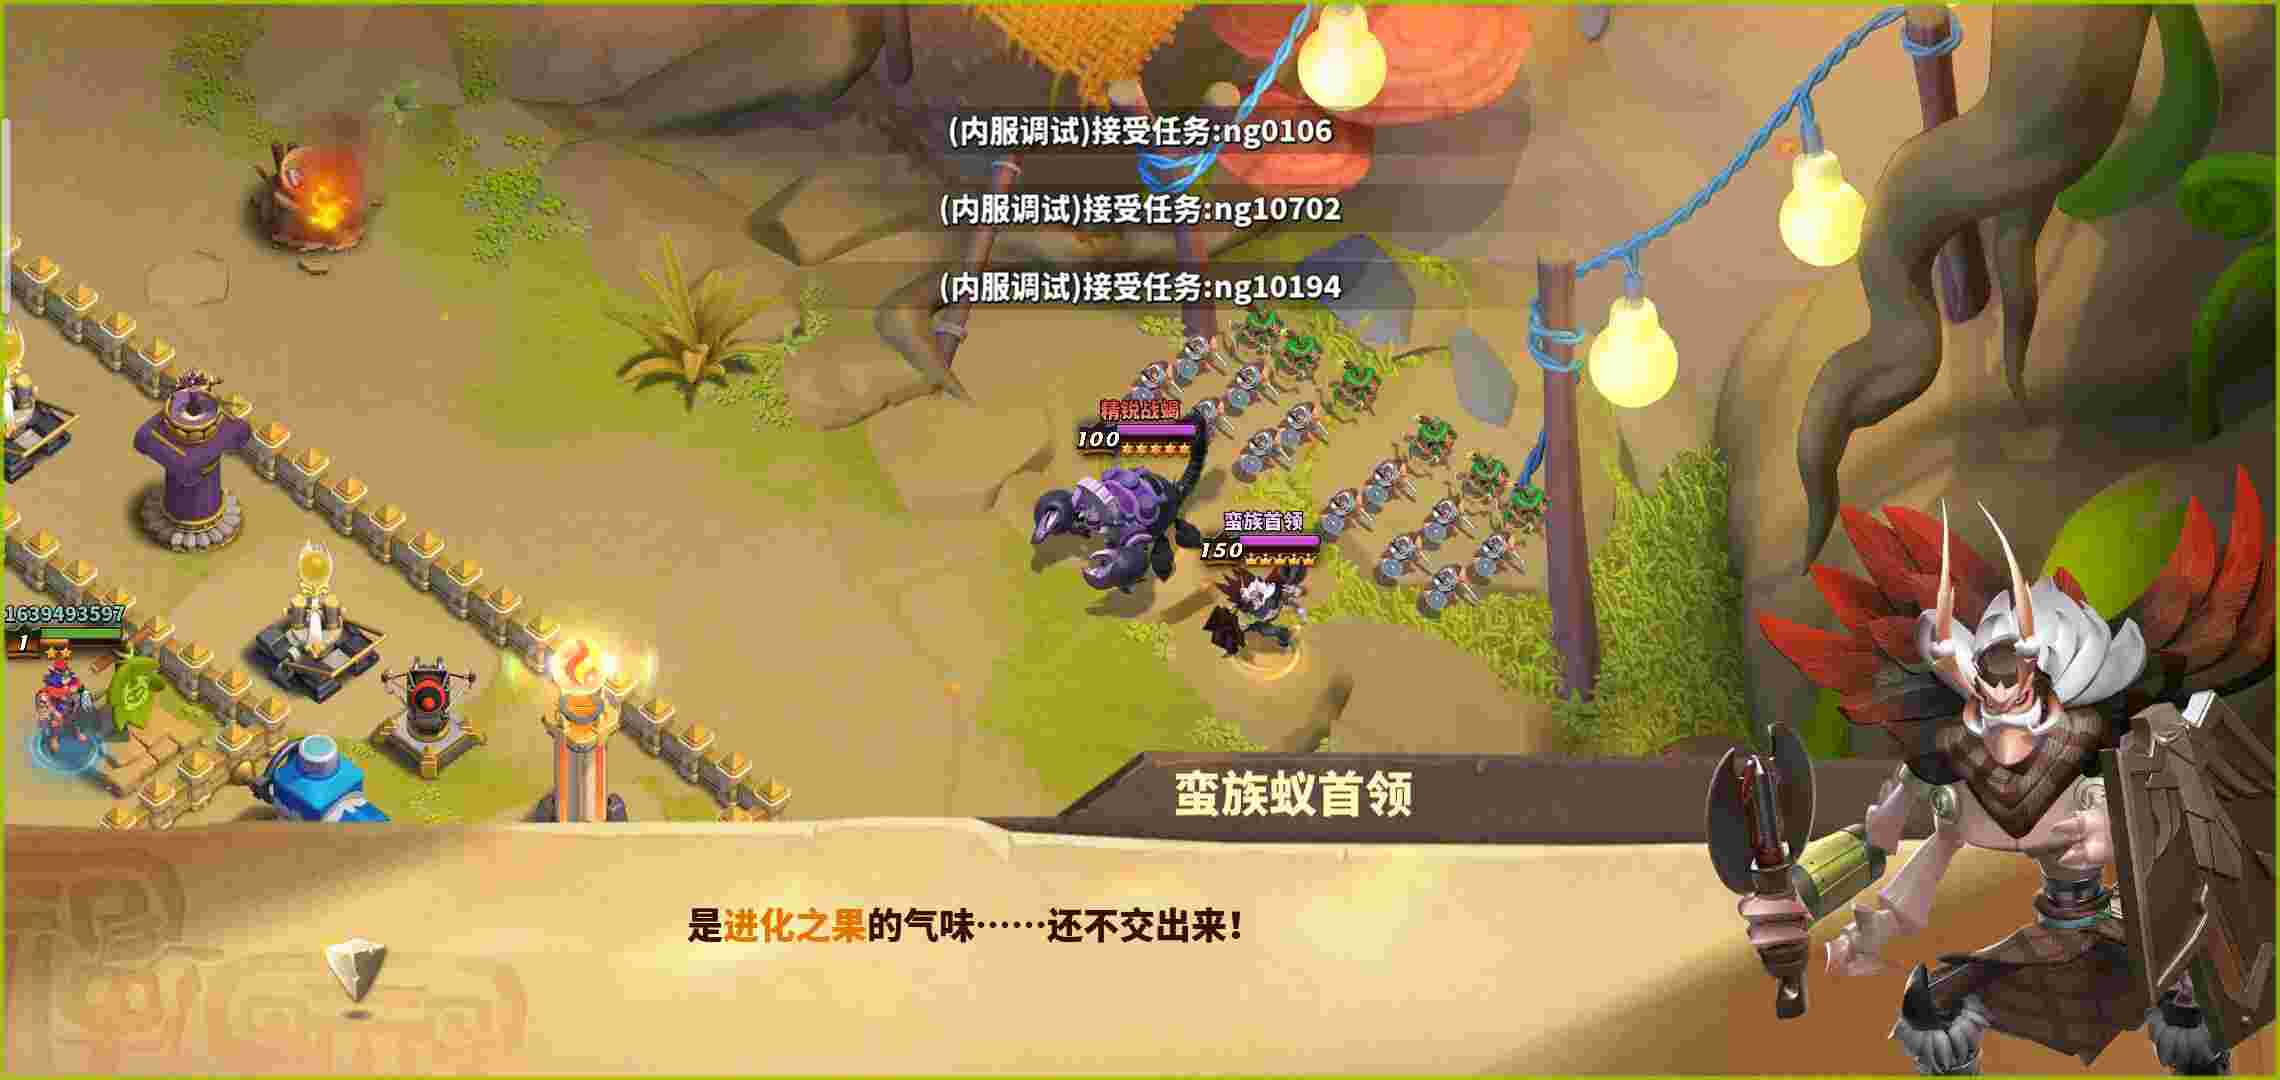 (内服调试)接受任务:ng0106
(内服调试)接受任务:ng10702
(内服调试)接受任务:ng10194
精锐战蝎
100
蛮族首领
150
1639493597
1
蛮族蚁首领
是进化之果的气味……还不交出来!